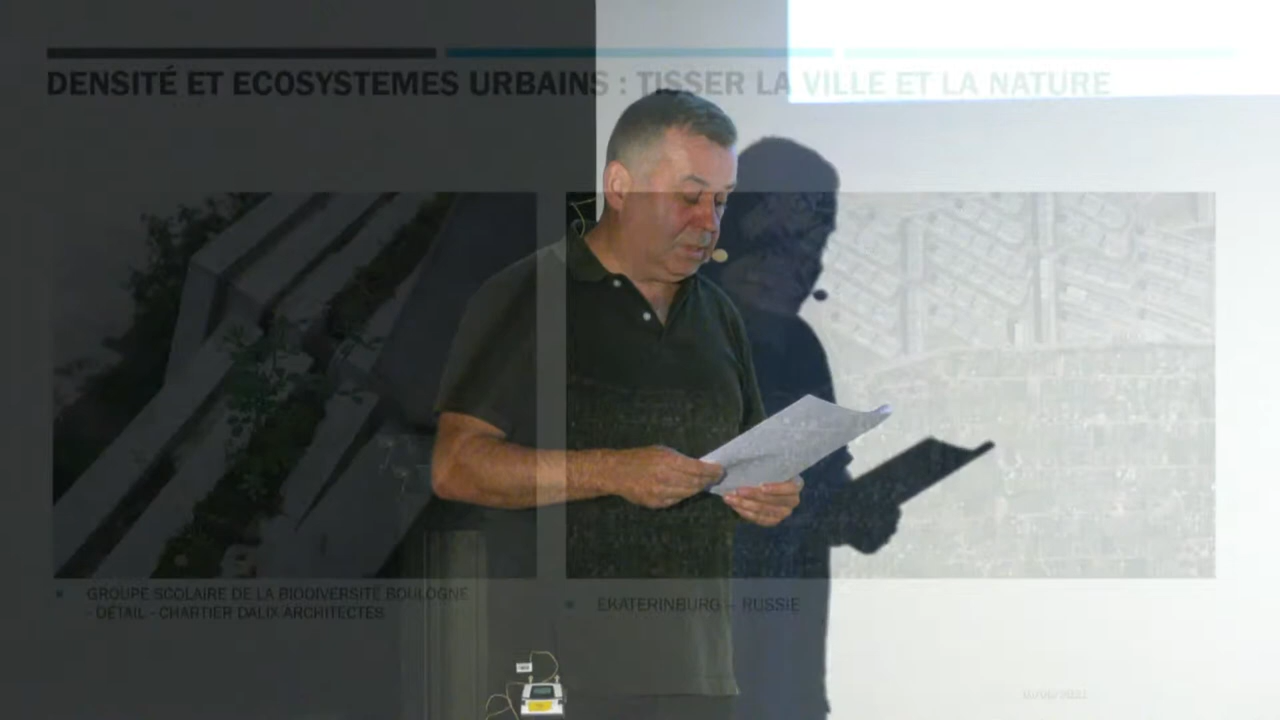 DENSITÉ ET ECOSYSTEMES URBAINS : TISSER LA VILLE ET LA NATURE
GROUPE SCOLAIRE DE LA BIODIVERSITÉ BOULOGNE
- DÉTAIL - CHARTIER DALIX ARCHITECTES
EKATERINBURG – RUSSIE